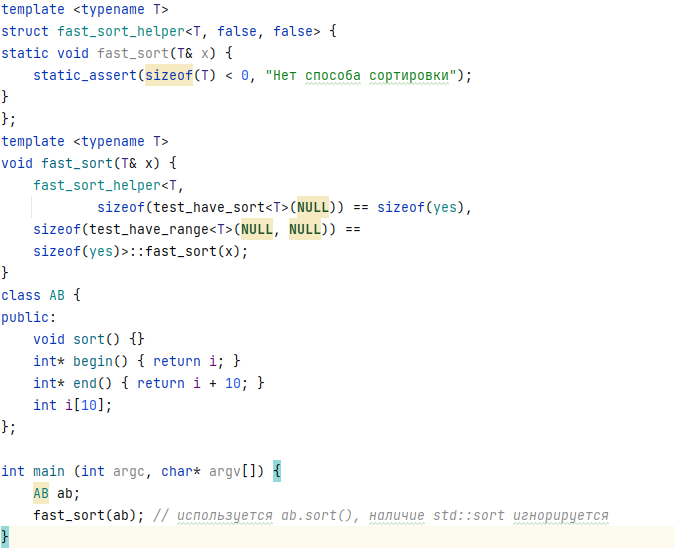 template <typename T>
struct fast_sort_helper<T, false, false> {
static void fast_sort(T& x) {
    static_assert(sizeof(T) < 0, "Нет способа сортировки");
}
};
template <typename T>
void fast_sort(T& x) {
    fast_sort_helper<T,
            sizeof(test_have_sort<T>(NULL)) == sizeof(yes),
    sizeof(test_have_range<T>(NULL, NULL)) ==
    sizeof(yes)>::fast_sort(x);
}
class AB {
public:
    void sort() {}
    int* begin() { return i; }
    int* end() { return i + 10; }
    int i[10];
};

int main (int argc, char* argv[]) {
    AB ab;
    fast_sort(ab); // используется ab.sort(), наличие std::sort игнорируется
}